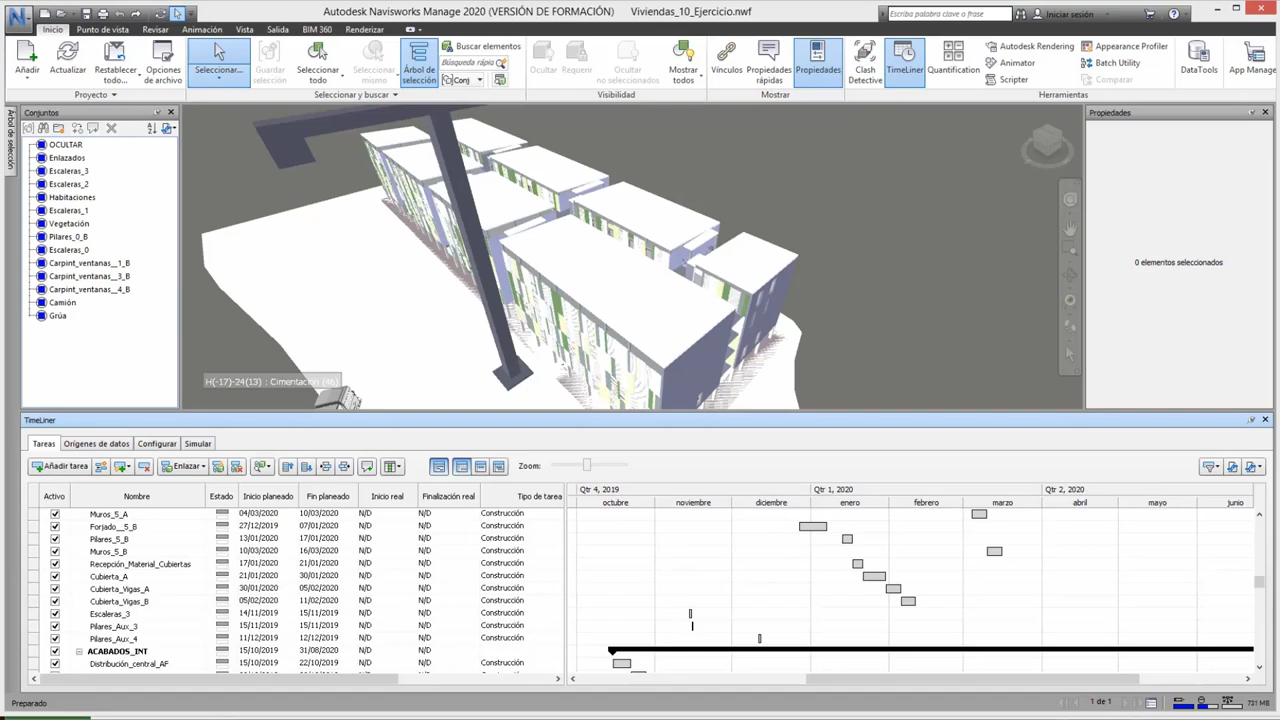 Autodesk Navisworks Manage 2020 (VERSIÓN DE FORMACIÓN) Viviendas_10_Ejercicio.nwf
Escriba palabra clave o frase
Iniciar sesión
Inicio Punto de vista Revisar Animación Vista Salida BIM 360 Renderizar
Añadir
Actualizar
Restablecer todo...
Opciones de archivo
Proyecto
Seleccionar...
Guardar selección
Seleccionar todo
Seleccionar mismo
Árbol de selección
Buscar elementos
Búsqueda rápida
Conj
Seleccionar y buscar
Ocultar
Requerir
Ocultar no seleccionados
Mostrar todos
Visibilidad
Vínculos
Propiedades rápidas
Propiedades
Mostrar
Clash Detective
TimeLiner
Quantification
Autodesk Rendering
Animator
Scripter
Appearance Profiler
Batch Utility
Comparar
Herramientas
DataTools
App Manager
Árbol de selección
Conjuntos
OCULTAR
Enlazados
Escaleras_3
Escaleras_2
Habitaciones
Escaleras_1
Vegetación
Pilares_0_B
Escaleras_0
Carpint_ventanas__1_B
Carpint_ventanas__3_B
Carpint_ventanas__4_B
Camión
Grúa
H(-17)-24(13) : Cimentación (46)
Propiedades
0 elementos seleccionados
TimeLiner
Tareas Orígenes de datos Configurar Simular
Añadir tarea
Enlazar
Zoom:
Activo Nombre Estado Inicio planeado Fin planeado Inicio real Finalización real Tipo de tarea
Qtr 4, 2019 Qtr 1, 2020 Qtr 2, 2020
octubre noviembre diciembre enero febrero marzo abril mayo junio
Muros_5_A 04/03/2020 10/03/2020 N/D N/D Construcción
Forjado__5_B 27/12/2019 07/01/2020 N/D N/D Construcción
Pilares_5_B 13/01/2020 17/01/2020 N/D N/D Construcción
Muros_5_B 10/03/2020 16/03/2020 N/D N/D Construcción
Recepción_Material_Cubiertas 17/01/2020 21/01/2020 N/D N/D Construcción
Cubierta_A 21/01/2020 30/01/2020 N/D N/D Construcción
Cubierta_Vigas_A 30/01/2020 05/02/2020 N/D N/D Construcción
Cubierta_Vigas_B 05/02/2020 11/02/2020 N/D N/D Construcción
Escaleras_3 14/11/2019 15/11/2019 N/D N/D Construcción
Pilares_Aux_3 15/11/2019 15/11/2019 N/D N/D Construcción
Pilares_Aux_4 11/12/2019 12/12/2019 N/D N/D Construcción
ACABADOS_INT 15/10/2019 31/08/2020 N/D N/D
Distribución_central_AF 15/10/2019 22/10/2019 N/D N/D Construcción
Preparado
1 de 1
731 MB